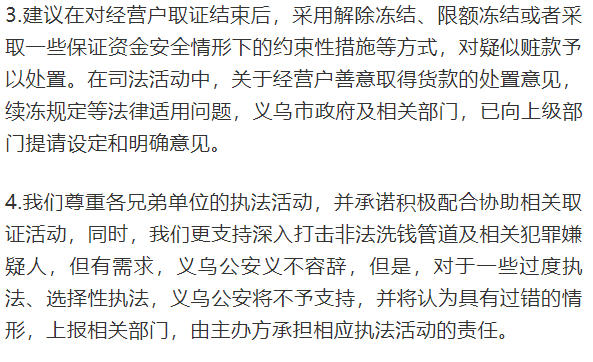 3.建议在对经营户取证结束后，采用解除冻结、限额冻结或者采
取一些保证资金安全情形下的约束性措施等方式，对疑似赃款予
以处置。在司法活动中，关于经营户善意取得货款的处置意见，
续冻规定等法律适用问题，义乌市政府及相关部门，已向上级部
门提请设定和明确意见。
4.我们尊重各兄弟单位的执法活动，并承诺积极配合协助相关取
证活动，同时，我们更支持深入打击非法洗钱管道及相关犯罪嫌
疑人，但有需求，义乌公安义不容辞，但是，对于一些过度执
法、选择性执法，义乌公安将不予支持，并将认为具有过错的情
形，上报相关部门，由主办方承担相应执法活动的责任。